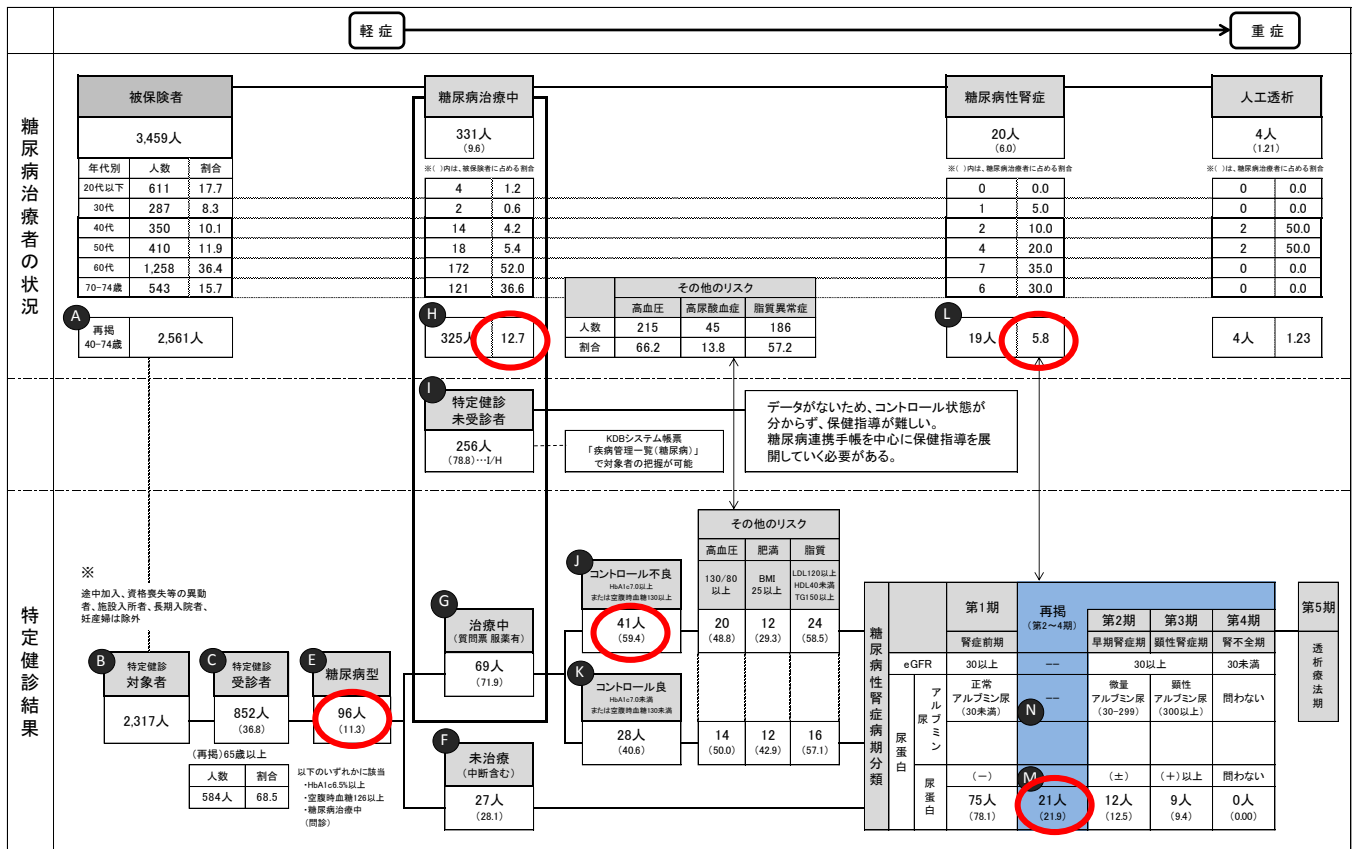 軽 症
重 症
糖尿病治療者の状況
被保険者
3,459人
年代別 人数 割合
20代以下 611 17.7
30代 287 8.3
40代 350 10.1
50代 410 11.9
60代 1,258 36.4
70-74歳 543 15.7
A
再掲
40-74歳
2,561人
糖尿病治療中
331人
(9.6)
※( )内は、被保険者に占める割合
4 1.2
2 0.6
14 4.2
18 5.4
172 52.0
121 36.6
H
325人 12.7
その他のリスク
高血圧 高尿酸血症 脂質異常症
人数 215 45 186
割合 66.2 13.8 57.2
糖尿病性腎症
20人
(6.0)
※( )内は、糖尿病治療者に占める割合
0 0.0
1 5.0
2 10.0
4 20.0
7 35.0
6 30.0
L
19人 5.8
人工透析
4人
(1.21)
※( )は、糖尿病治療者に占める割合
0 0.0
0 0.0
2 50.0
2 50.0
0 0.0
0 0.0
4人 1.23
I
特定健診
未受診者
256人
(78.8)…I/H
KDBシステム帳票
「疾病管理一覧(糖尿病)」
で対象者の把握が可能
データがないため、コントロール状態が
分からず、保健指導が難しい。
糖尿病連携手帳を中心に保健指導を展
開していく必要がある。
特定健診結果
※
途中加入、資格喪失等の異動
者、施設入所者、長期入院者、
妊産婦は除外
B
特定健診
対象者
2,317人
C
特定健診
受診者
852人
(36.8)
(再掲)65歳以上
人数 割合
584人 68.5
E
糖尿病型
96人
(11.3)
以下のいずれかに該当
・HbA1c6.5%以上
・空腹時血糖126以上
・糖尿病治療中
(問診)
G
治療中
(質問票 服薬有)
69人
(71.9)
F
未治療
(中断含む)
27人
(28.1)
J
コントロール不良
HbA1c7.0以上
または空腹時血糖130以上
41人
(59.4)
K
コントロール良
HbA1c7.0未満
または空腹時血糖130未満
28人
(40.6)
その他のリスク
高血圧 肥満 脂質
130/80
以上
BMI
25以上
LDL120以上
HDL40未満
TG150以上
20
(48.8)
12
(29.3)
24
(58.5)
14
(50.0)
12
(42.9)
16
(57.1)
糖尿病性腎症病期分類
第1期
再掲
(第2～4期)
第2期 第3期 第4期
第5期
腎症前期 早期腎症期 顕性腎症期 腎不全期
透析療法期
eGFR 30以上 -- 30以上 30未満
尿蛋白
尿アルブミン
正常
アルブミン尿
(30未満)
--
N
微量
アルブミン尿
(30-299)
顕性
アルブミン尿
(300以上)
問わない
尿蛋白
(－)
M
(±) (＋)以上 問わない
75人
(78.1)
21人
(21.9)
12人
(12.5)
9人
(9.4)
0人
(0.00)